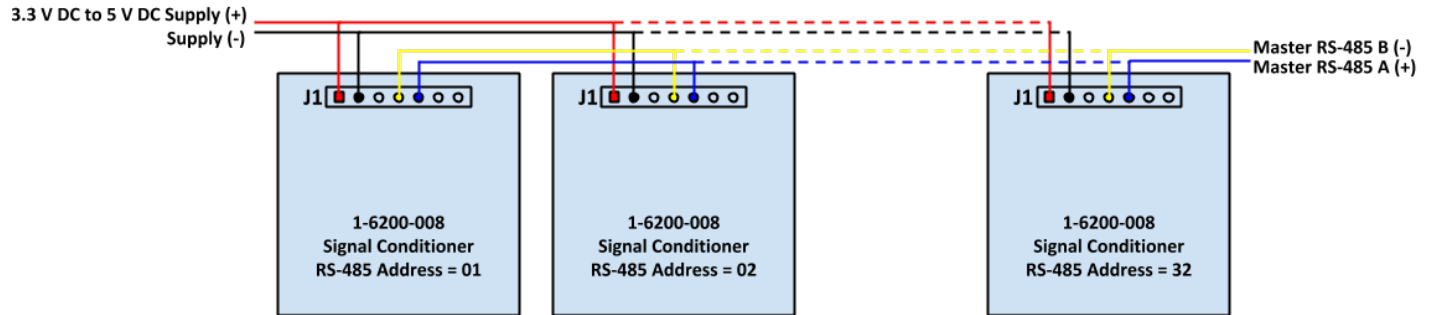 3.3 V DC to 5 V DC Supply (+)
Supply (-)
Master RS-485 B (-)
Master RS-485 A (+)
J1
J1
J1
1-6200-008
Signal Conditioner
RS-485 Address = 01
1-6200-008
Signal Conditioner
RS-485 Address = 02
1-6200-008
Signal Conditioner
RS-485 Address = 32